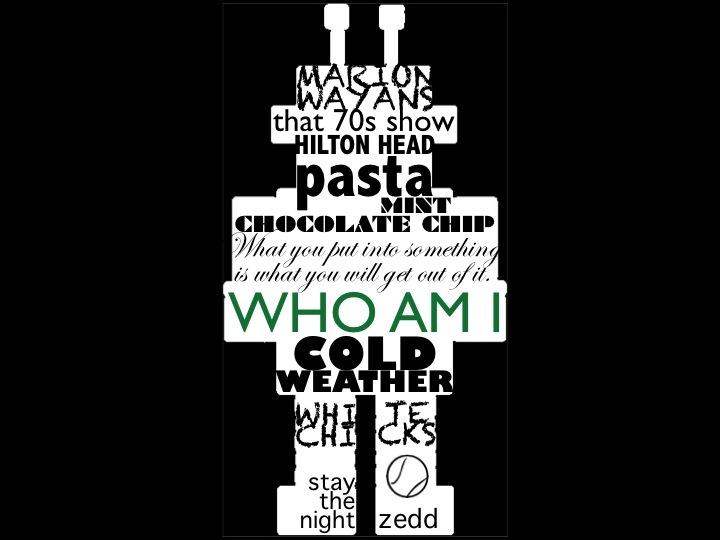 MARION
WAYANS
that 70s show
HILTON HEAD
pasta
MINT
CHOCOLATE CHIP
What you put into something
is what you will get out of it.
WHO AM I
COLD
WEATHER
WHITE
CHICKS
stay
the
night
zedd